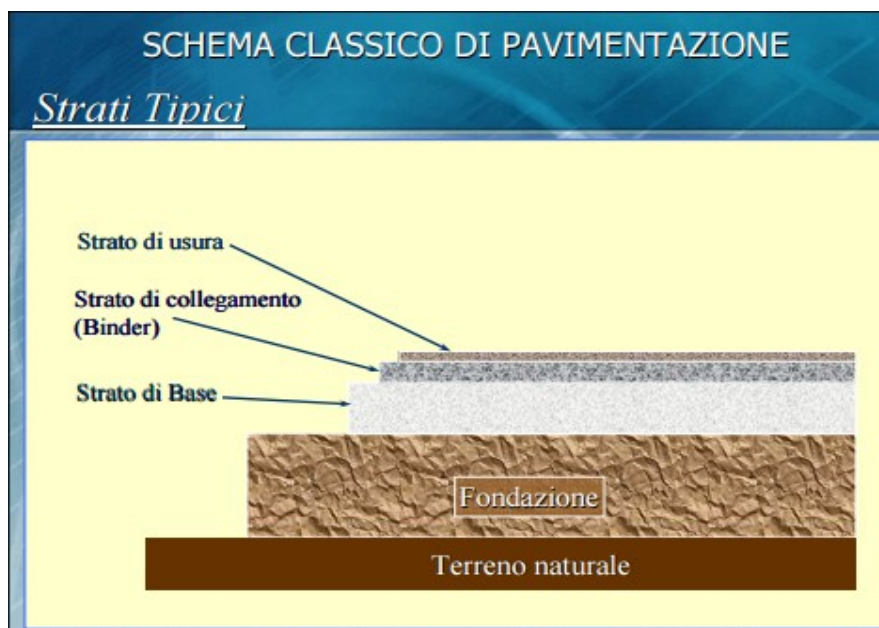 SCHEMA CLASSICO DI PAVIMENTAZIONE
Strati Tipici
Strato di usura
Strato di collegamento
(Binder)
Strato di Base
Fondazione
Terreno naturale